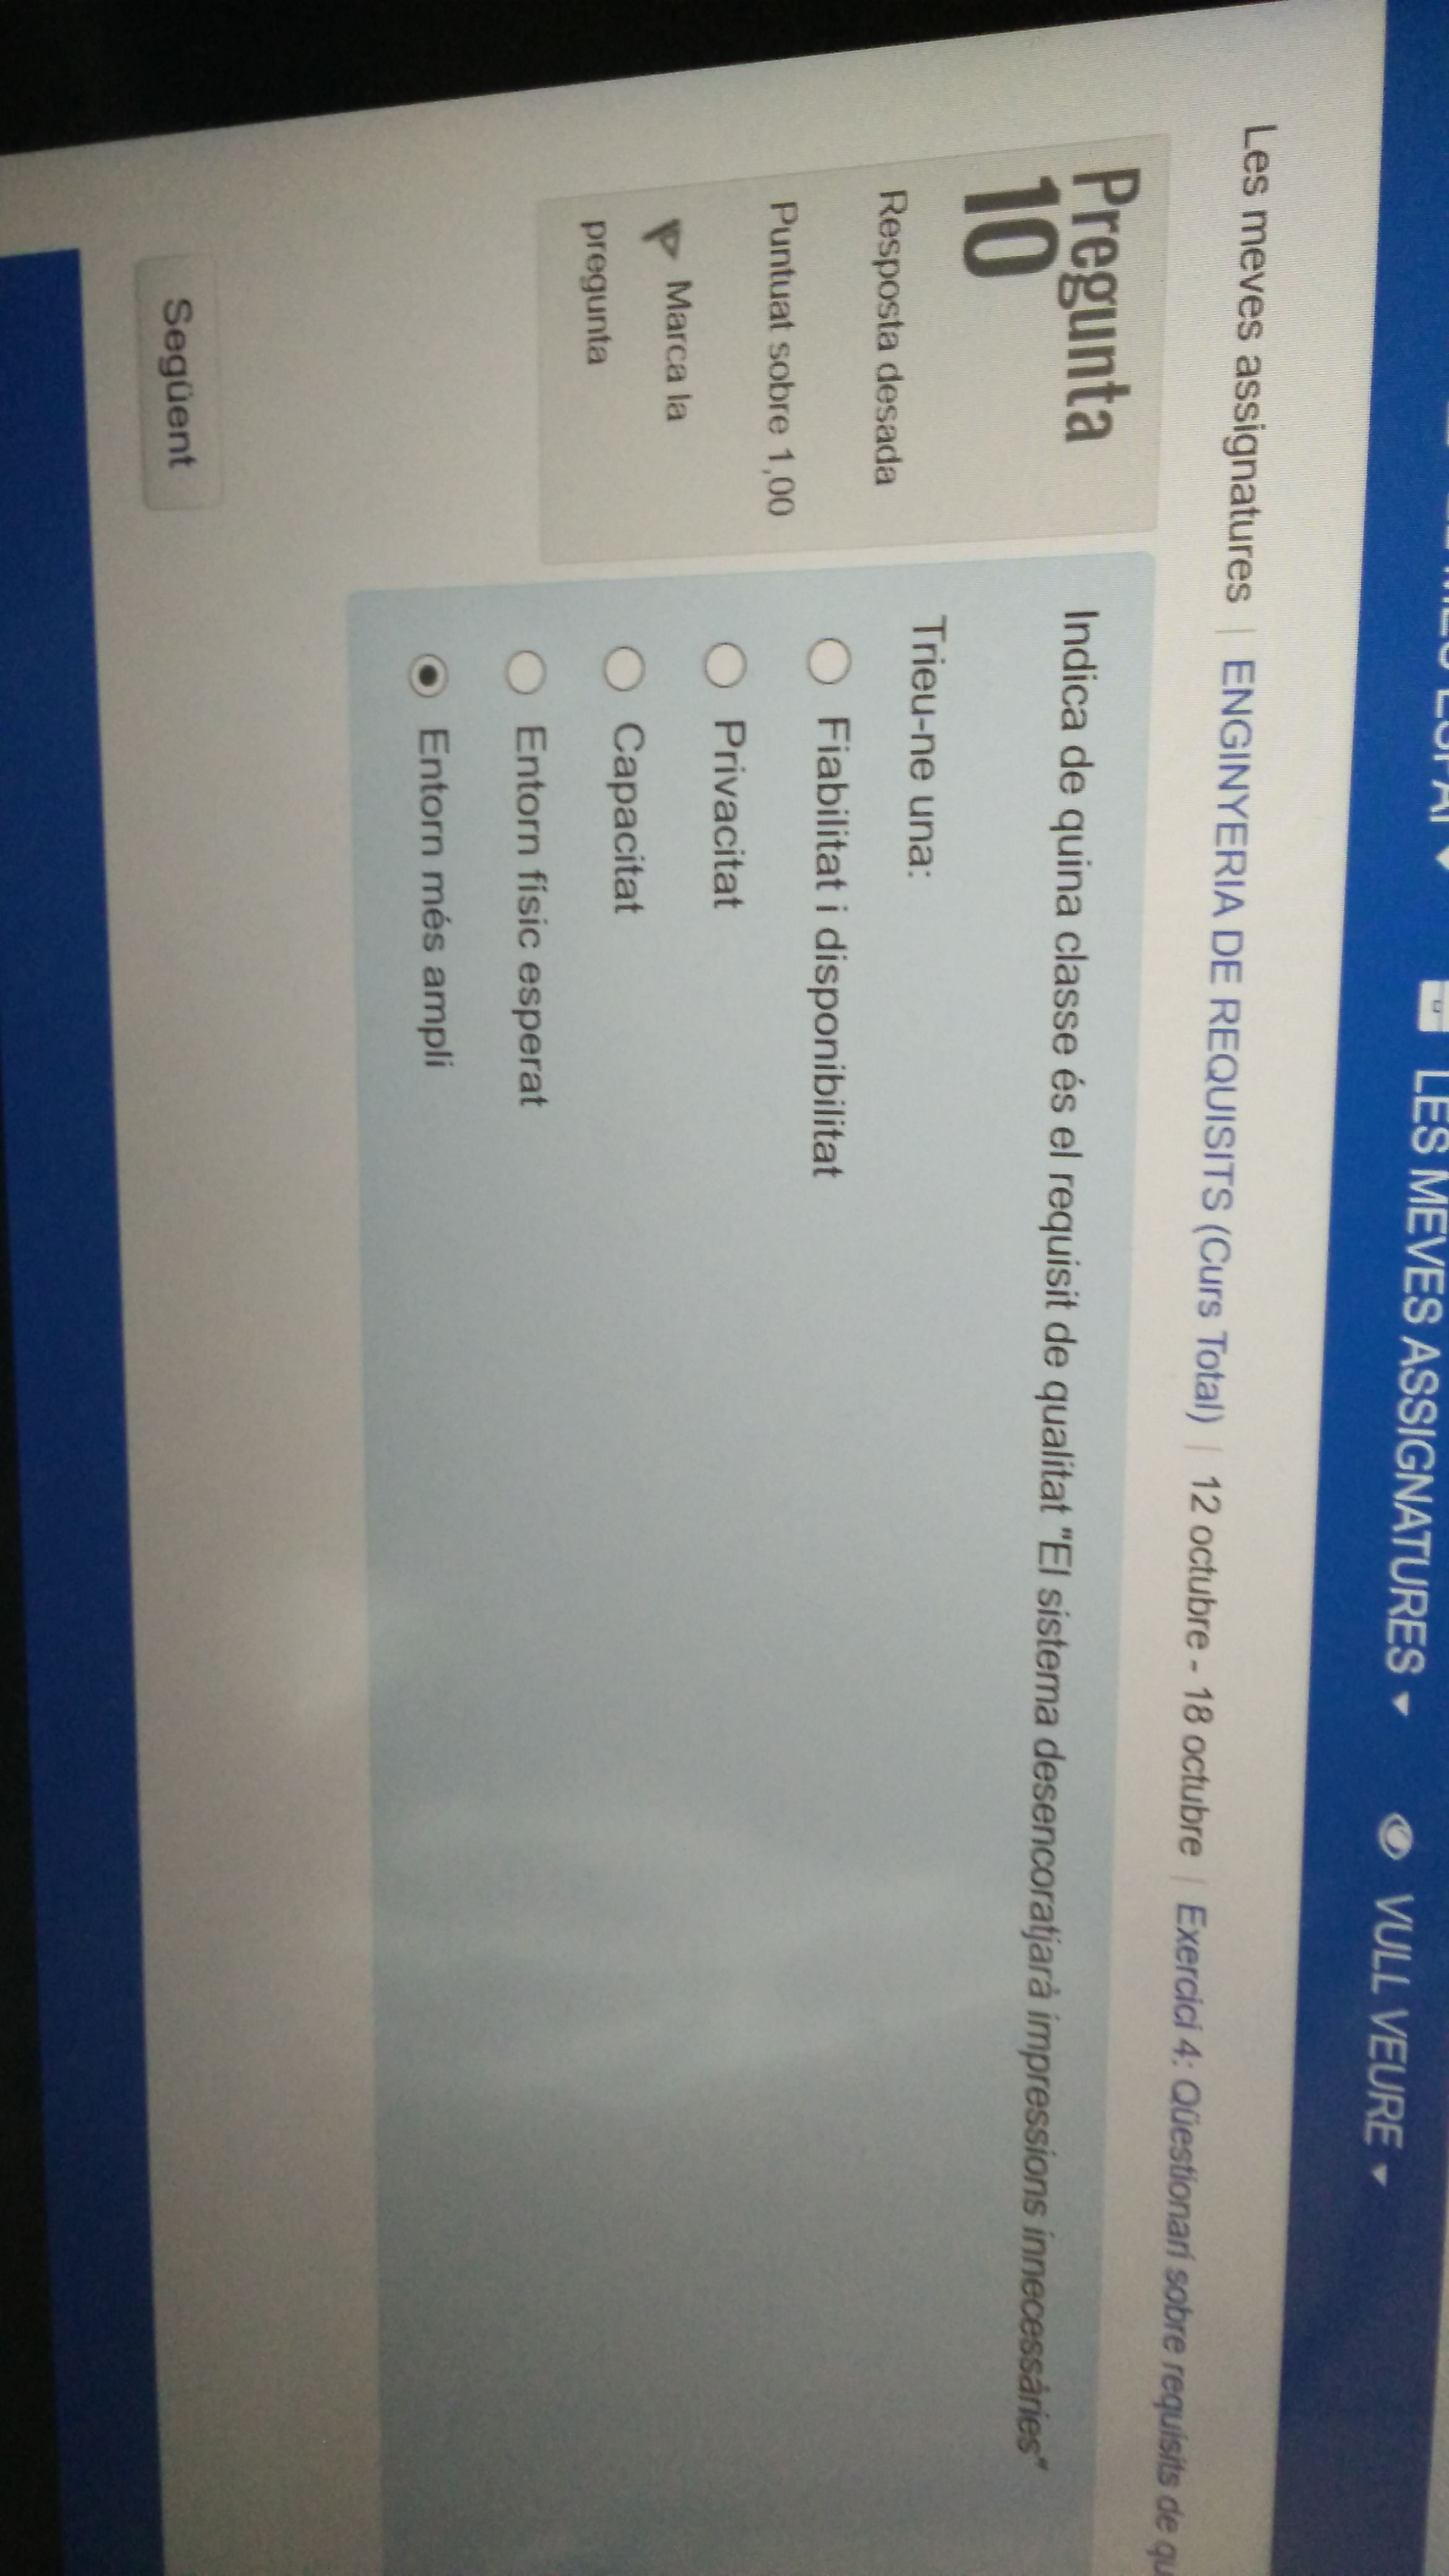 LES MEVES ASSIGNATURES
VULL VEURE
Les meves assignatures | ENGINYERIA DE REQUISITS (Curs Total) | 12 octubre - 18 octubre | Exercici 4: Qüestionari sobre requisits de
Pregunta
10
Resposta desada
Puntuat sobre 1,00
Marca la
pregunta
Indica de quina classe és el requisit de qualitat "El sistema desencoratjarà impressions innecessàries"
Trieu-ne una:
Fiabilitat i disponibilitat
Privacitat
Capacitat
Entorn físic esperat
Entorn més ampli
Següent